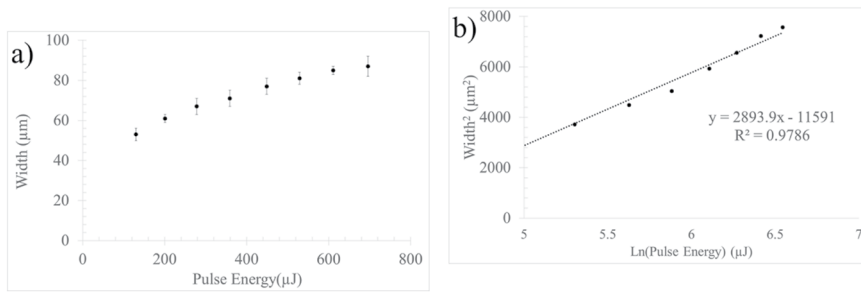 a)
100
80
60
40
20
0
Width (μm)
0 200 400 600 800
Pulse Energy(μJ)
b)
8000
6000
4000
2000
0
Width² (μm²)
y = 2893.9x - 11591
R² = 0.9786
5 5.5 6 6.5 7
Ln(Pulse Energy) (μJ)